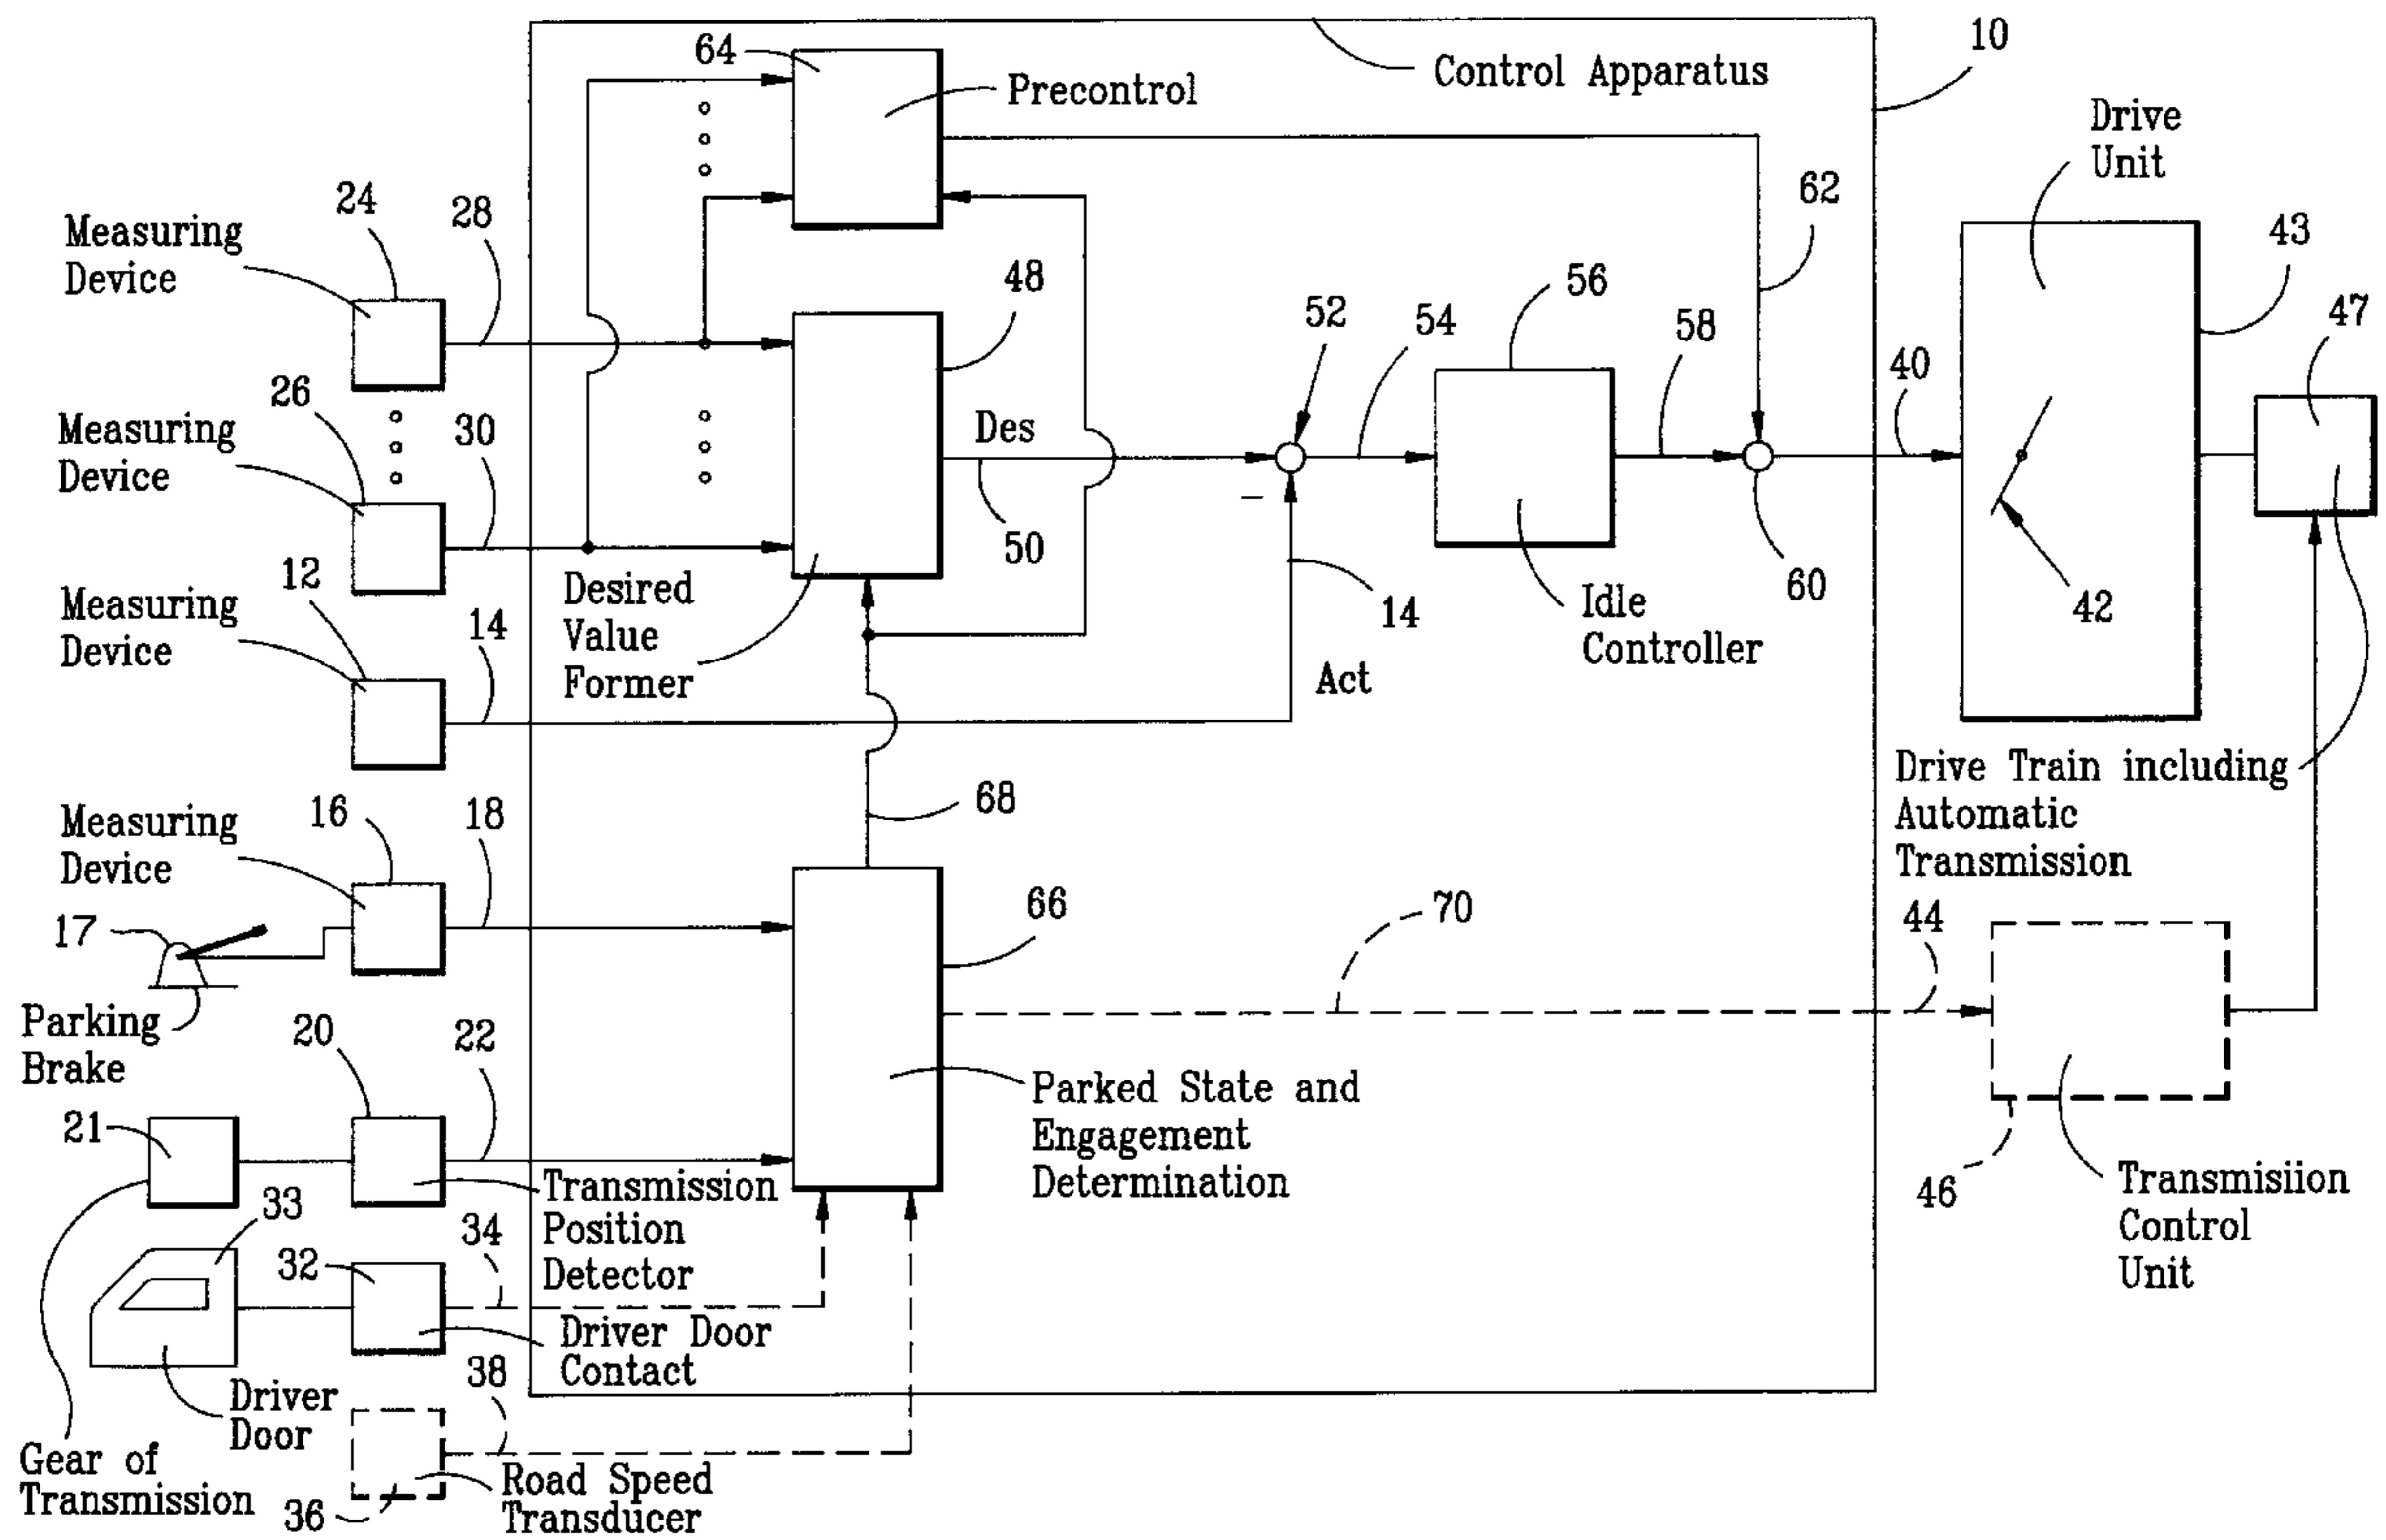 64
Precontrol
Control Apparatus
10
Drive
Unit
62
43
24
28
Measuring
Device
48
56
52
54
58
47
26
30
Measuring
Device
Des
40
50
14
60
42
12
Measuring
Device
14
Desired
Value
Former
Idle
Controller
Act
–
Drive Train including
Automatic
Transmission
68
16
18
Measuring
Device
17
Parking
Brake
66
70
44
20
22
Parked State and
Engagement
Determination
46
Transmisiion
Control
Unit
21
Transmission
Position
Detector
33
34
32
Driver Door
Contact
38
Driver
Door
Gear of
Transmission
36
Road Speed
Transducer